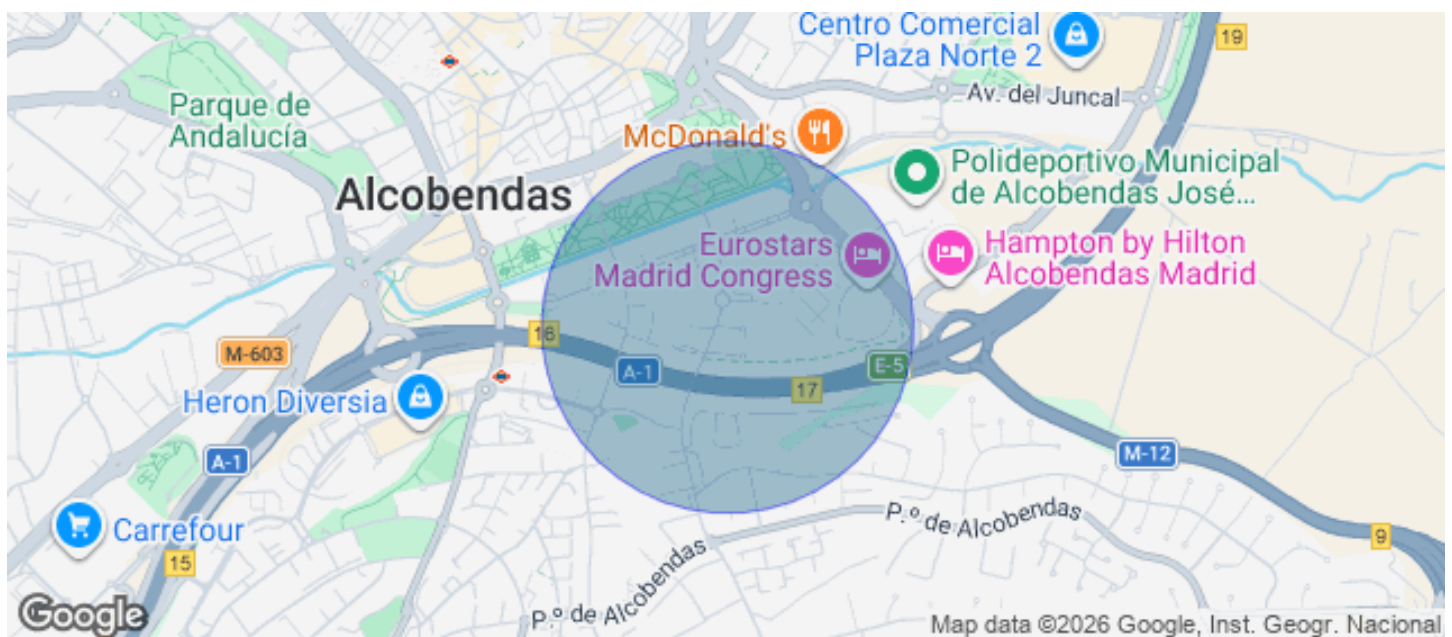 Centro Comercial
Plaza Norte 2
19
Av. del Juncal
Parque de
Andalucía
McDonald's
Polideportivo Municipal
de Alcobendas José...
Alcobendas
Eurostars
Madrid Congress
Hampton by Hilton
Alcobendas Madrid
16
M-603
A-1
E-5
17
Heron Diversia
A-1
M-12
Carrefour
15
P.º de Alcobendas
9
P.º de Alcobendas
Google
Map data ©2026 Google, Inst. Geogr. Nacional